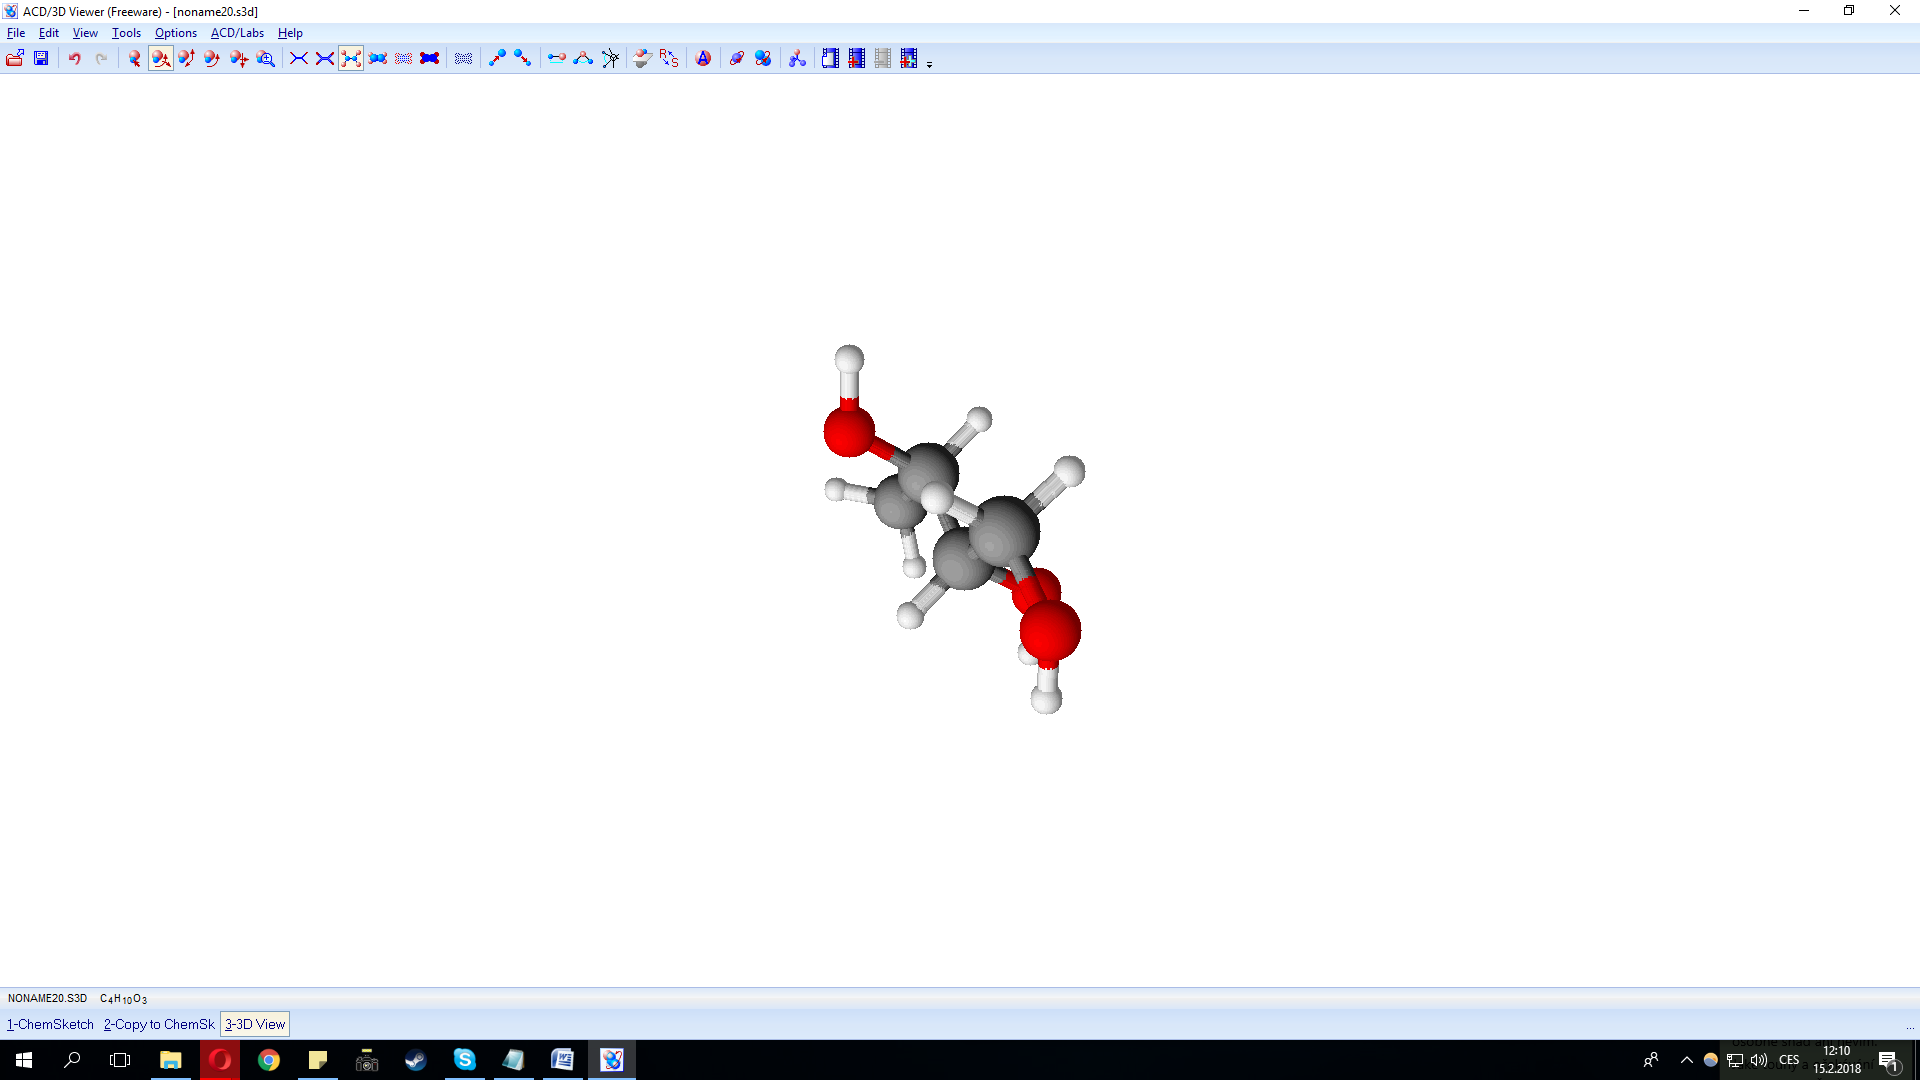 ACD/3D Viewer (Freeware) - [noname20.s3d]
File Edit View Tools Options ACD/Labs Help
NONAME20.S3D C4H10O3
1-ChemSketch 2-Copy to ChemSk 3-3D View
12:10
CES
15.2.2018
1